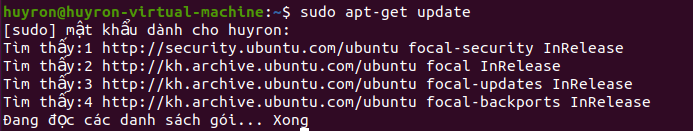 huyron@huyron-virtual-machine:~$ sudo apt-get update
[sudo] mật khẩu dành cho huyron:
Tìm thấy:1 http://security.ubuntu.com/ubuntu focal-security InRelease
Tìm thấy:2 http://kh.archive.ubuntu.com/ubuntu focal InRelease
Tìm thấy:3 http://kh.archive.ubuntu.com/ubuntu focal-updates InRelease
Tìm thấy:4 http://kh.archive.ubuntu.com/ubuntu focal-backports InRelease
Đang đọc các danh sách gói... Xong